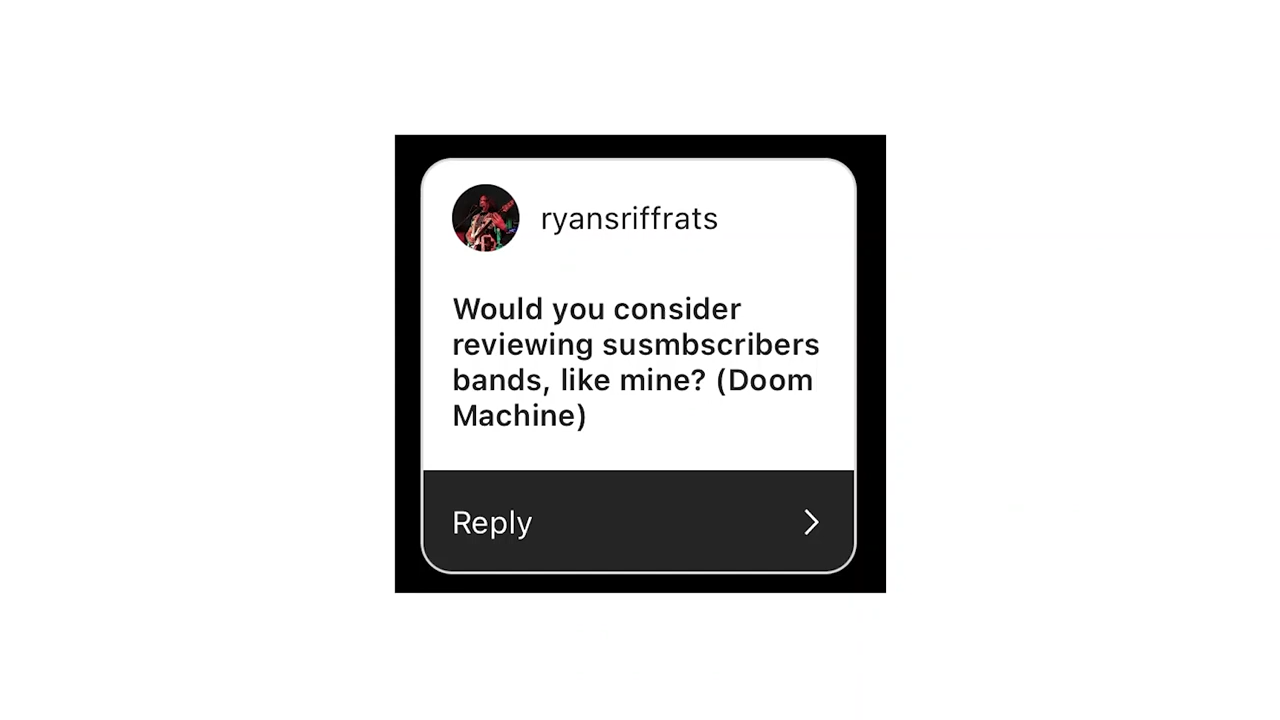 ryansriffrats
Would you consider
reviewing susmbscribers
bands, like mine? (Doom
Machine)
Reply